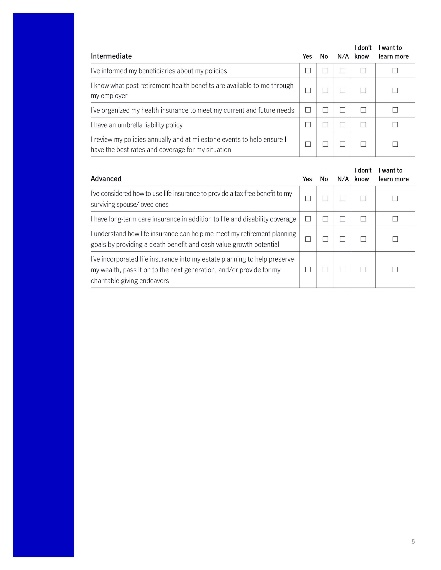 Intermediate Yes No N/A I don't know I want to learn more
I've informed my beneficiaries about my policies ☐ ☐ ☐ ☐ ☐
I know what post-retirement health benefits are available to me through
my employer ☐ ☐ ☐ ☐ ☐
I've organized my health insurance to meet my current and future needs ☐ ☐ ☐ ☐ ☐
I have an umbrella liability policy ☐ ☐ ☐ ☐ ☐
I review my policies annually and at milestone events to help ensure I
have the best rates and coverage for my situation ☐ ☐ ☐ ☐ ☐
Advanced Yes No N/A I don't know I want to learn more
I've considered how to use life insurance to provide a tax-free benefit to my
surviving spouse/loved ones ☐ ☐ ☐ ☐ ☐
I have long-term care insurance in addition to life and disability coverage ☐ ☐ ☐ ☐ ☐
I understand how life insurance can help me meet my retirement planning
goals by providing a death benefit and cash value growth potential ☐ ☐ ☐ ☐ ☐
I've incorporated life insurance into my estate planning to help preserve
my wealth, pass it on to the next generation, and/or provide for my
charitable giving endeavors ☐ ☐ ☐ ☐ ☐
5